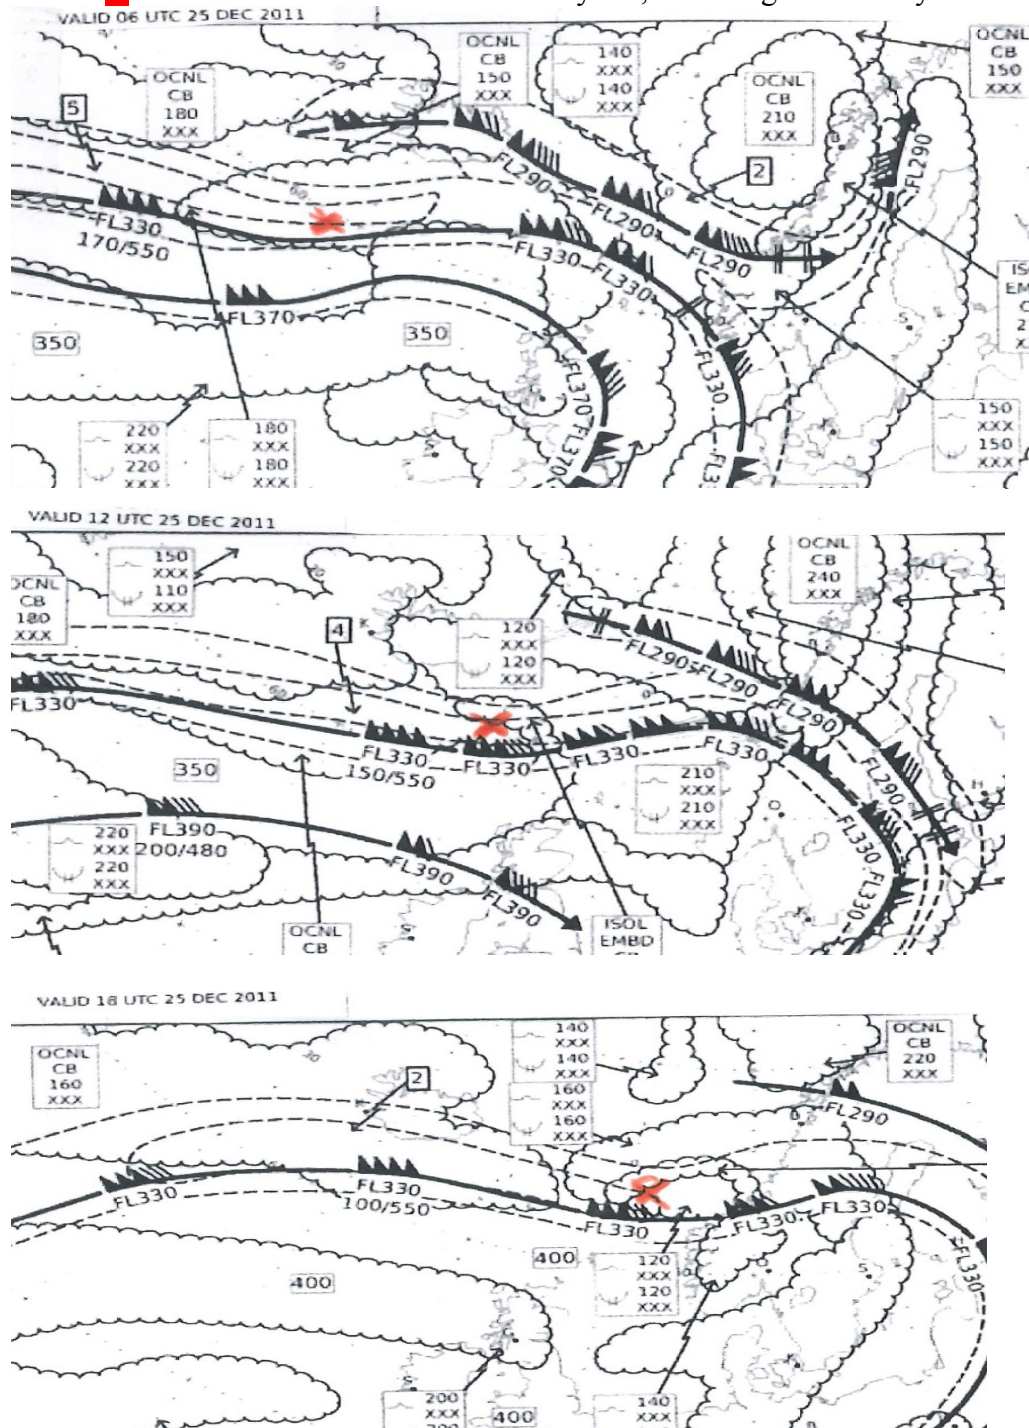 VALID 06 UTC 25 DEC 2011
OCNL
CB
180
XXX
5
OCNL
CB
150
XXX
140
XXX
140
XXX
OCNL
CB
210
XXX
OCNL
CB
150
XXX
2
60
FL290
FL290
FL290
FL290
FL330
170/550
FL330
FL330
FL330
FL370
FL370
FL370
350
350
220
XXX
220
XXX
180
XXX
180
XXX
150
XXX
150
XXX
VALID 12 UTC 25 DEC 2011
150
XXX
110
XXX
CB
180
XXX
4
120
XXX
120
XXX
OCNL
CB
240
XXX
60
FL290
FL290
FL290
FL290
FL330
FL330
150/550
FL330
FL330
FL330
FL330
FL330
350
210
XXX
210
XXX
220
XXX
220
XXX
FL390
200/480
FL390
FL390
OCNL
CB
ISOL
EMBD
VALID 18 UTC 25 DEC 2011
OCNL
CB
160
XXX
2
140
XXX
140
XXX
160
XXX
160
XXX
OCNL
CB
220
XXX
FL290
FL330
FL330
100/550
FL330
FL330
FL330
FL330
400
400
120
XXX
120
XXX
200
XXX
400
140
XXX